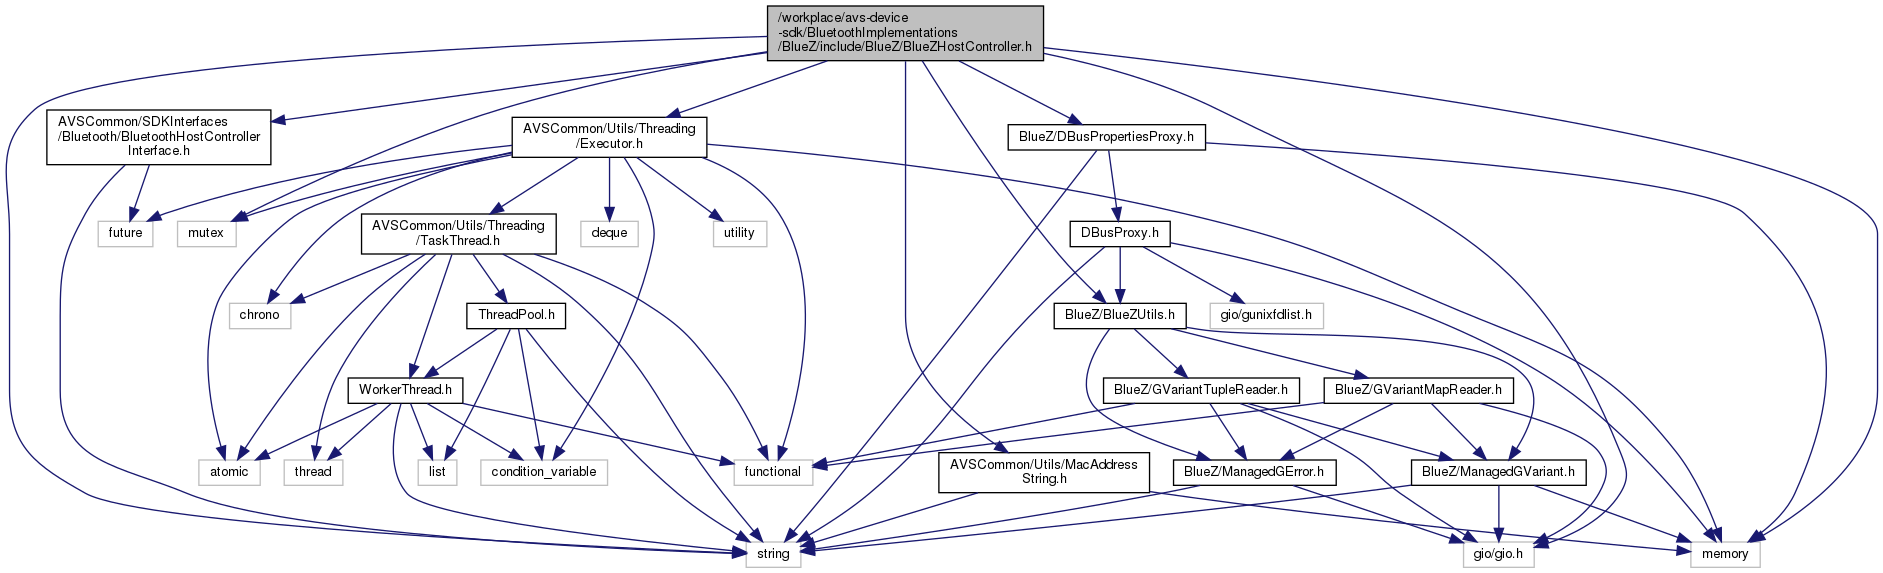 /workplace/avs-device
-sdk/BluetoothImplementations
/BlueZ/include/BlueZ/BlueZHostController.h
AVSCommon/SDKInterfaces
/Bluetooth/BluetoothHostController
Interface.h
AVSCommon/Utils/Threading
/Executor.h
BlueZ/DBusPropertiesProxy.h
future
mutex
AVSCommon/Utils/Threading
/TaskThread.h
deque
utility
DBusProxy.h
chrono
ThreadPool.h
BlueZ/BlueZUtils.h
gio/gunixfdlist.h
WorkerThread.h
BlueZ/GVariantTupleReader.h
BlueZ/GVariantMapReader.h
atomic
thread
list
condition_variable
functional
AVSCommon/Utils/MacAddress
String.h
BlueZ/ManagedGError.h
BlueZ/ManagedGVariant.h
string
gio/gio.h
memory